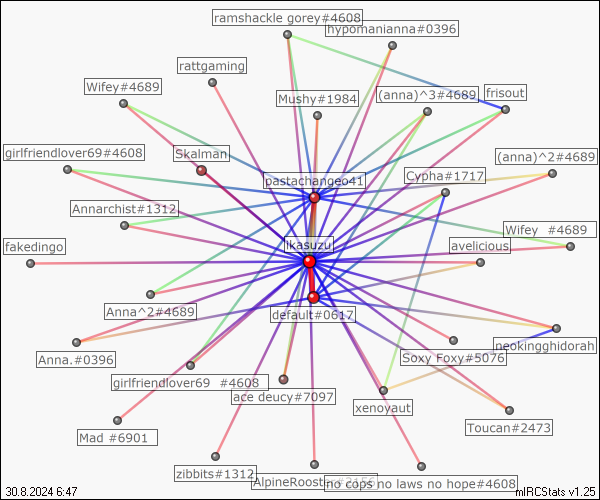 ramshackle gorey#4608
hypomanianna#0396
rattgaming
Wifey#4689
Mushy#1984
(anna)^3#4689
frisout
girlfriendlover69#4608
Skalman
(anna)^2#4689
pastachangeo41
Cypha#1717
Annarchist#1312
Wifey #4689
fakedingo
ikasuzu
avelicious
Anna^2#4689
default#0617
Anna.#0396
Soxy Foxy#5076
neokingghidorah
girlfriendlover69 #4608
ace deucy#7097
xenoyaut
Mad #6901
Toucan#2473
zibbits#1312
AlpineRoost
no cops no laws no hope#4608
30.8.2024 6:47
mIRCStats v1.25